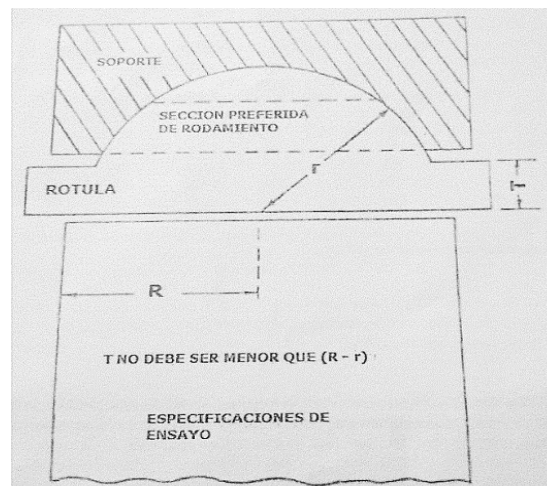 SOPORTE
SECCION PREFERIDA
DE RODAMIENTO
r
T
ROTULA
R
T NO DEBE SER MENOR QUE (R - r)
ESPECIFICACIONES DE
ENSAYO